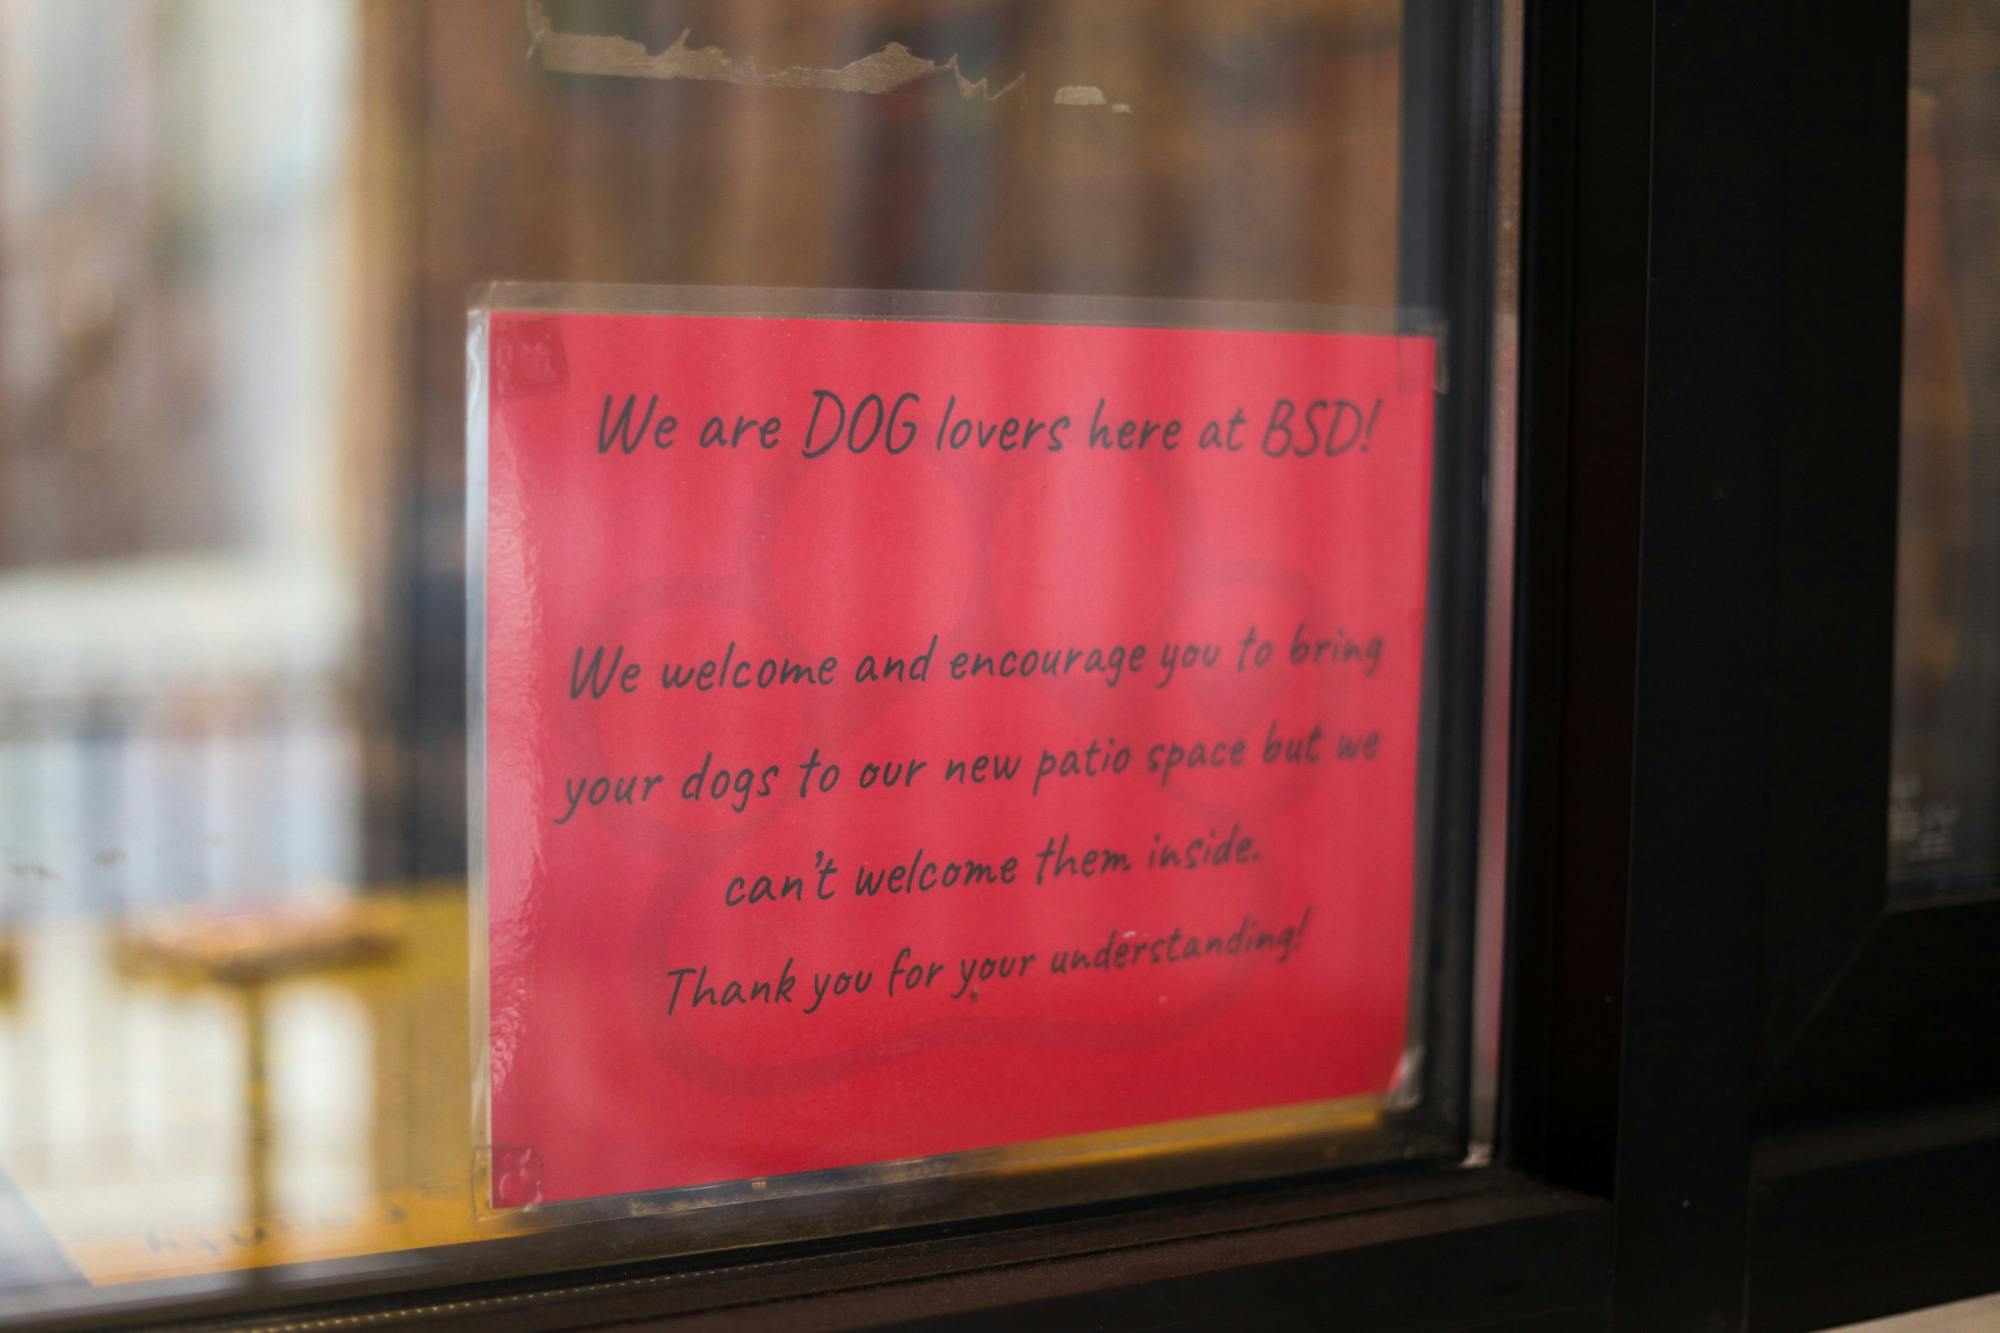 We are DOG lovers here at BSD!
We welcome and encourage you to bring
your dogs to our new patio space but we
can't welcome them inside.
Thank you for your understanding!